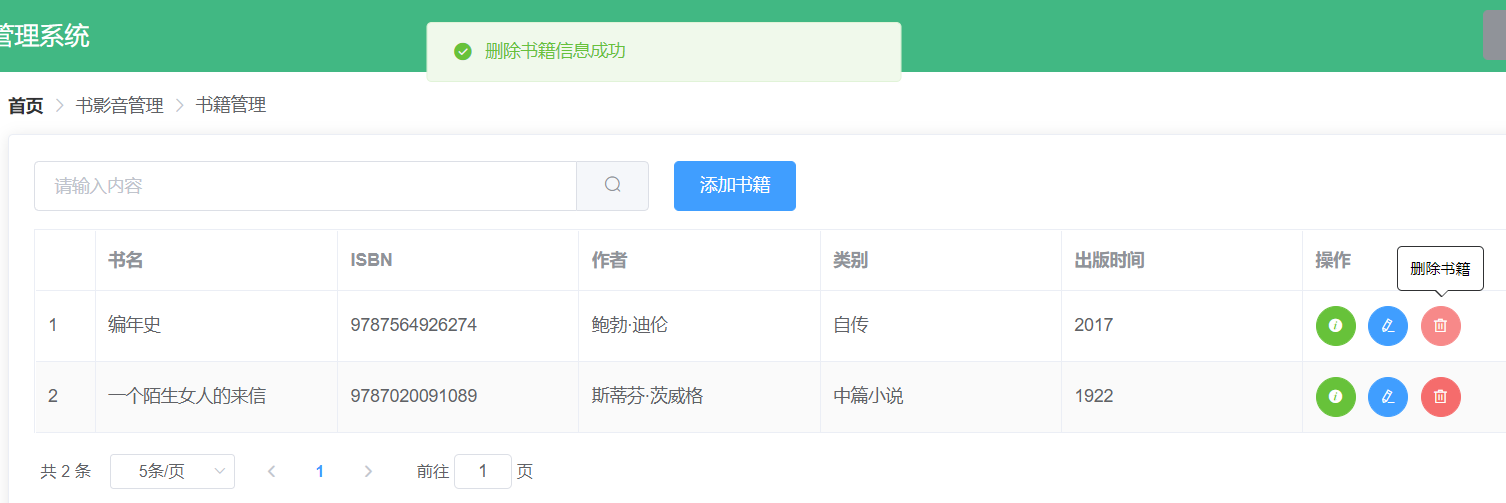 管理系统
删除书籍信息成功
首页 > 书影音管理 > 书籍管理
请输入内容 添加书籍
书名 ISBN 作者 类别 出版时间 操作 删除书籍
1 编年史 9787564926274 鲍勃·迪伦 自传 2017
2 一个陌生女人的来信 9787020091089 斯蒂芬·茨威格 中篇小说 1922
共 2 条 5条/页 < 1 > 前往 1 页